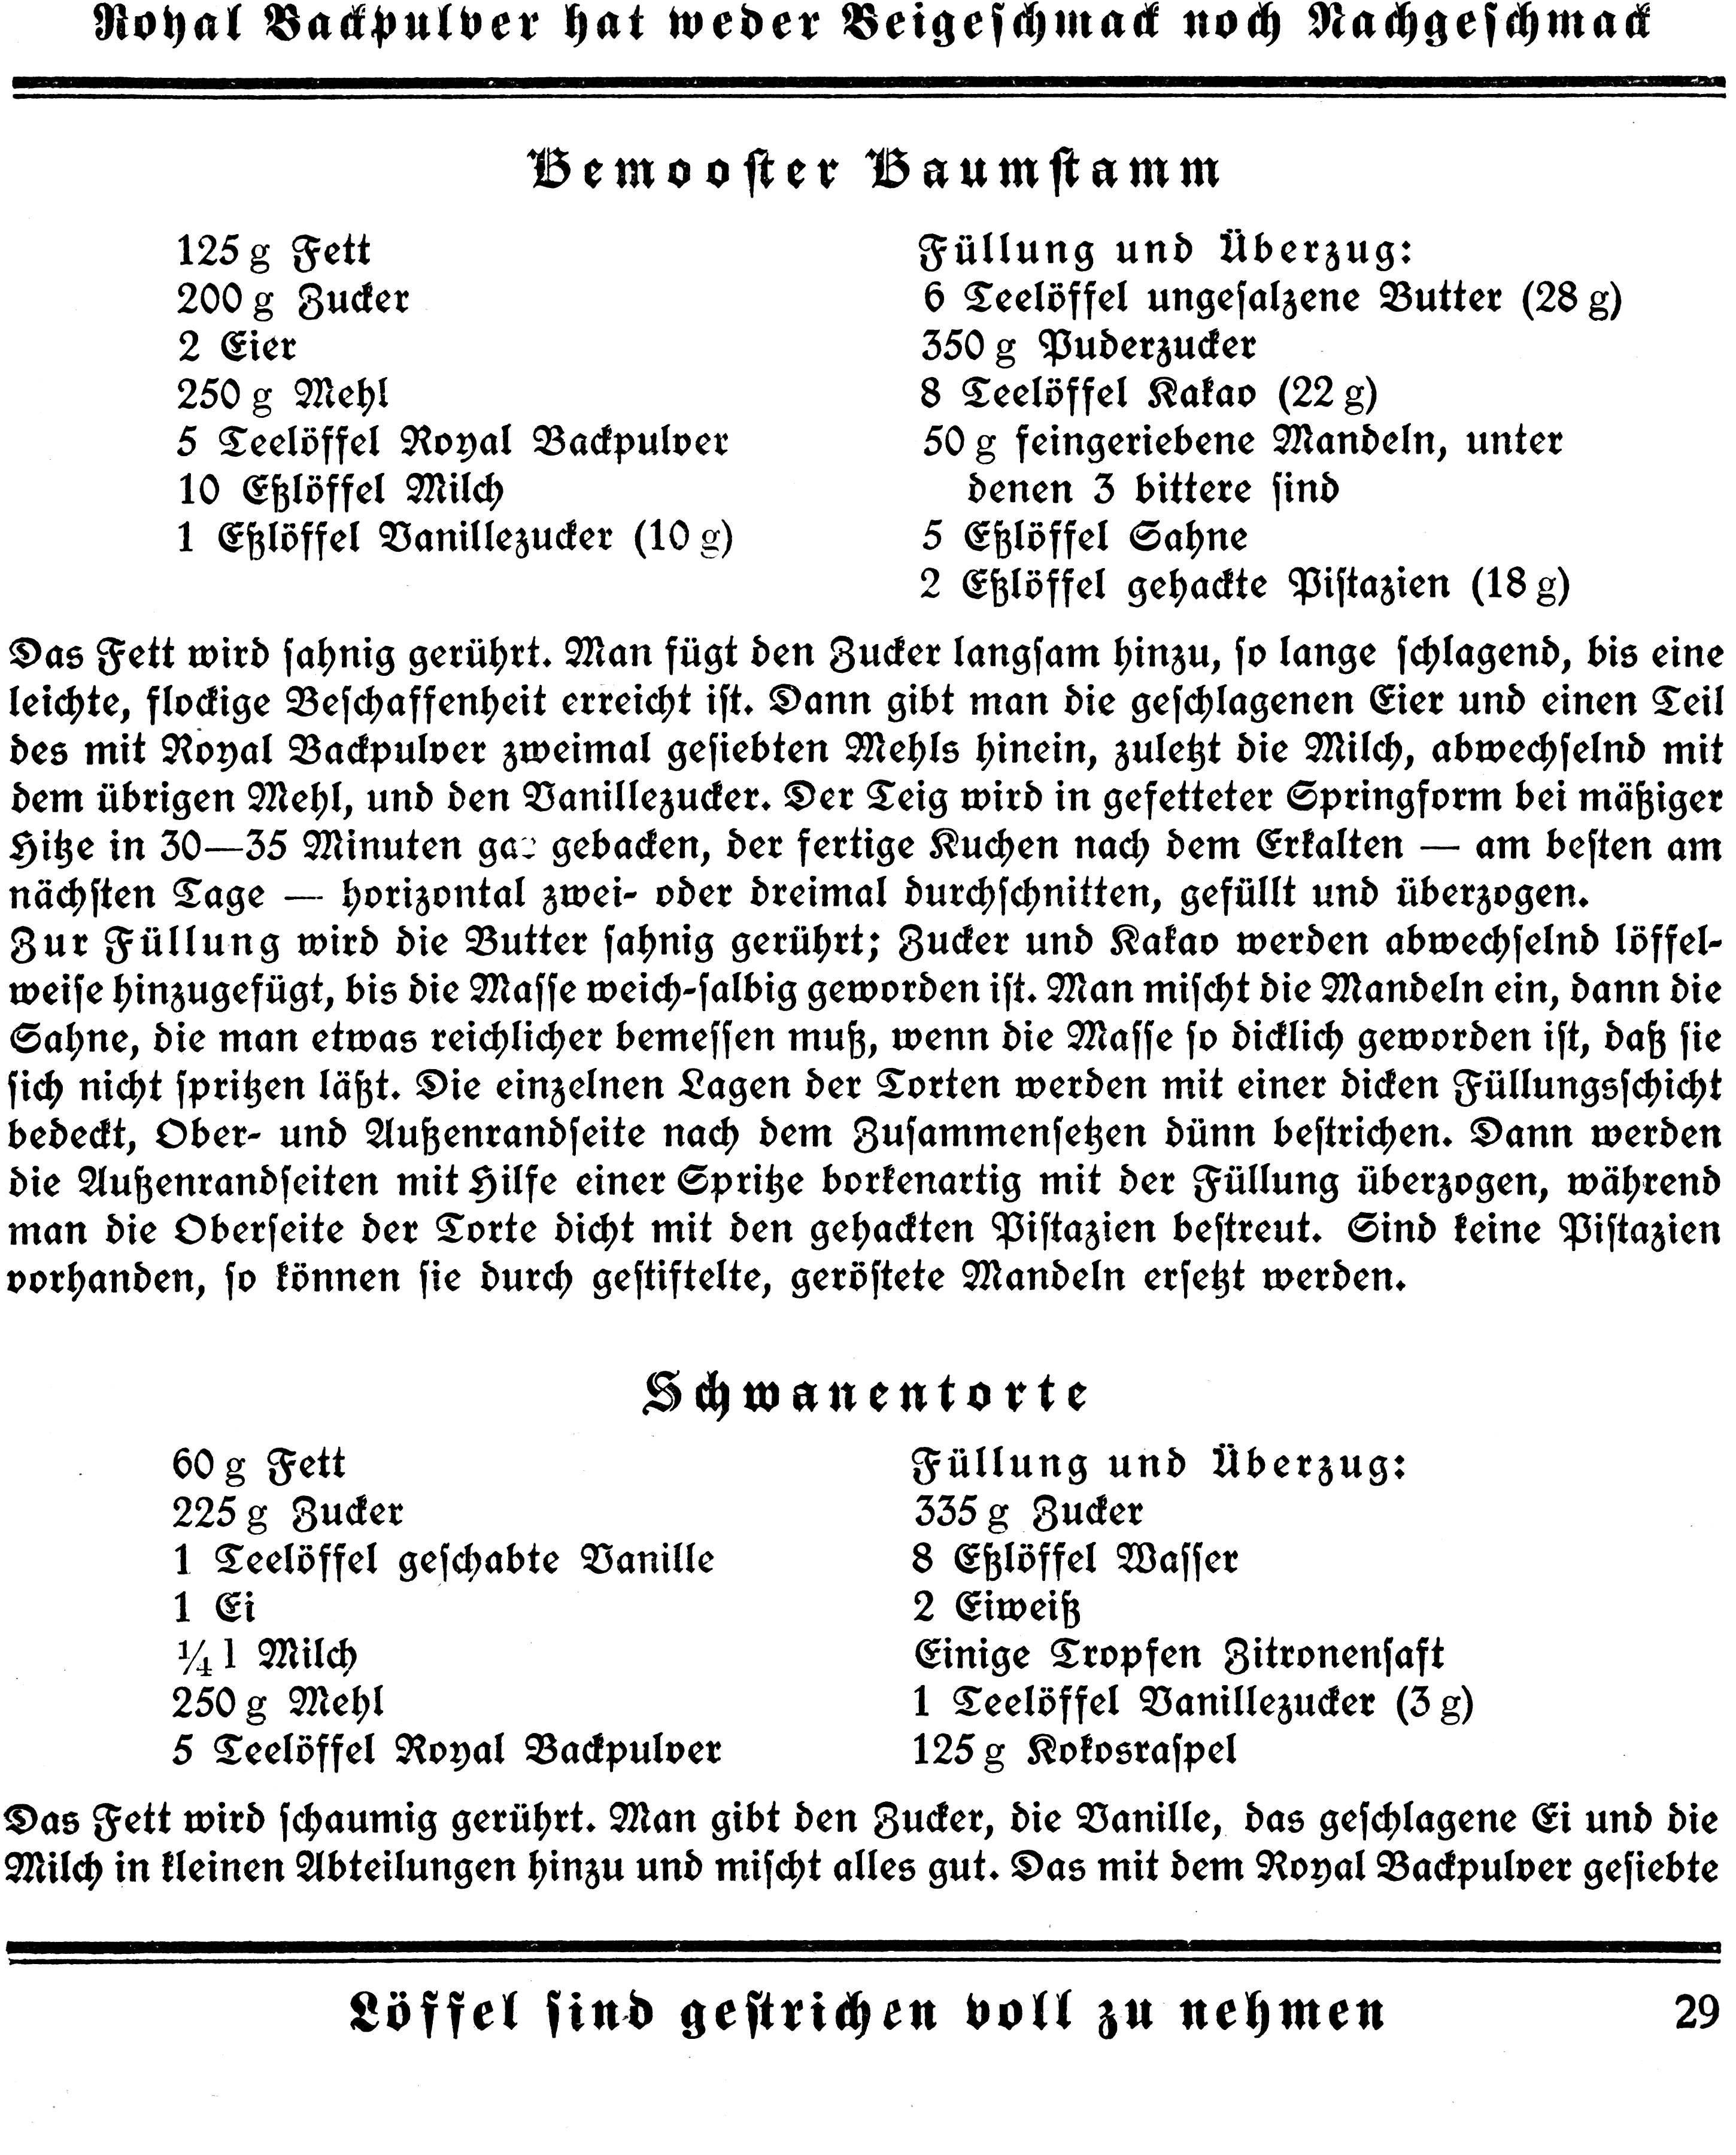 Royal Backpulver hat weder Beigeschmack noch Nachgeschmack
Bemooster Baumstamm
125 g Fett
200 g Zucker
2 Eier
250 g Mehl
5 Teelöffel Royal Backpulver
10 Eßlöffel Milch
1 Eßlöffel Vanillezucker (10 g)
Füllung und Überzug:
6 Teelöffel ungesalzene Butter (28 g)
350 g Puderzucker
8 Teelöffel Kakao (22 g)
50 g feingeriebene Mandeln, unter
denen 3 bittere sind
5 Eßlöffel Sahne
2 Eßlöffel gehackte Pistazien (18 g)
Das Fett wird sahnig gerührt. Man fügt den Zucker langsam hinzu, so lange schlagend, bis eine
leichte, flockige Beschaffenheit erreicht ist. Dann gibt man die geschlagenen Eier und einen Teil
des mit Royal Backpulver zweimal gesiebten Mehls hinein, zuletzt die Milch, abwechselnd mit
dem übrigen Mehl, und den Vanillezucker. Der Teig wird in gefetteter Springform bei mäßiger
Hitze in 30—35 Minuten gar gebacken, der fertige Kuchen nach dem Erkalten — am besten am
nächsten Tage — horizontal zwei- oder dreimal durchschnitten, gefüllt und überzogen.
Zur Füllung wird die Butter sahnig gerührt; Zucker und Kakao werden abwechselnd löffel-
weise hinzugefügt, bis die Masse weich-salbig geworden ist. Man mischt die Mandeln ein, dann die
Sahne, die man etwas reichlicher bemessen muß, wenn die Masse so dicklich geworden ist, daß sie
sich nicht spritzen läßt. Die einzelnen Lagen der Torten werden mit einer dicken Füllungsschicht
bedeckt, Ober- und Außenrandseite nach dem Zusammensetzen dünn bestrichen. Dann werden
die Außenrandseiten mit Hilfe einer Spritze borkenartig mit der Füllung überzogen, während
man die Oberseite der Torte dicht mit den gehackten Pistazien bestreut. Sind keine Pistazien
vorhanden, so können sie durch gestiftelte, geröstete Mandeln ersetzt werden.
Schwanentorte
60 g Fett
225 g Zucker
1 Teelöffel geschabte Vanille
1 Ei
¼ l Milch
250 g Mehl
5 Teelöffel Royal Backpulver
Füllung und Überzug:
335 g Zucker
8 Eßlöffel Wasser
2 Eiweiß
Einige Tropfen Zitronensaft
1 Teelöffel Vanillezucker (3 g)
125 g Kokosraspel
Das Fett wird schaumig gerührt. Man gibt den Zucker, die Vanille, das geschlagene Ei und die
Milch in kleinen Abteilungen hinzu und mischt alles gut. Das mit dem Royal Backpulver gesiebte
Löffel sind gestrichen voll zu nehmen
29